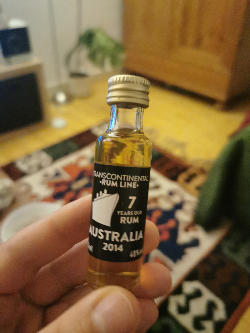 TRANSCONTINENTAL
RUM LINE
7
YEARS OLD
RUM
AUSTRALIA
2014